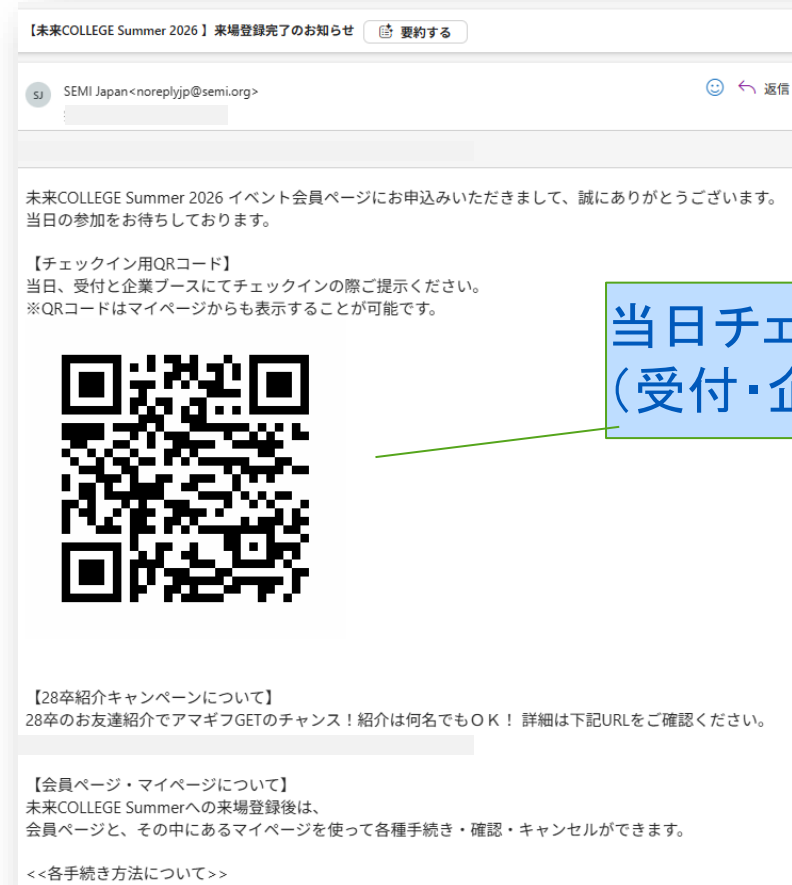 【未来COLLEGE Summer 2026 】来場登録完了のお知らせ
要約する
SJ
SEMI Japan<noreplyjp@semi.org>
返信
未来COLLEGE Summer 2026 イベント会員ページにお申込みいただきまして、誠にありがとうございます。
当日の参加をお待ちしております。
【チェックイン用QRコード】
当日、受付と企業ブースにてチェックインの際ご提示ください。
※QRコードはマイページからも表示することが可能です。
当日チェ
（受付・企
【28卒紹介キャンペーンについて】
28卒のお友達紹介でアマギフGETのチャンス！紹介は何名でもＯＫ！ 詳細は下記URLをご確認ください。
【会員ページ・マイページについて】
未来COLLEGE Summerへの来場登録後は、
会員ページと、その中にあるマイページを使って各種手続き・確認・キャンセルができます。
<<各手続き方法について>>